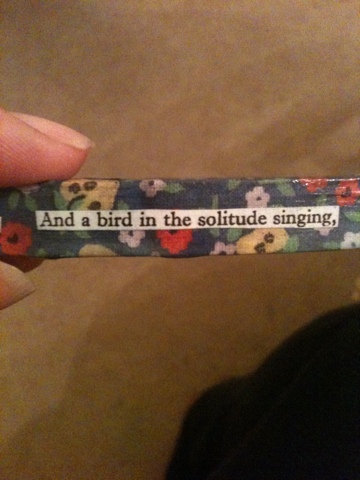 And a bird in the solitude singing,